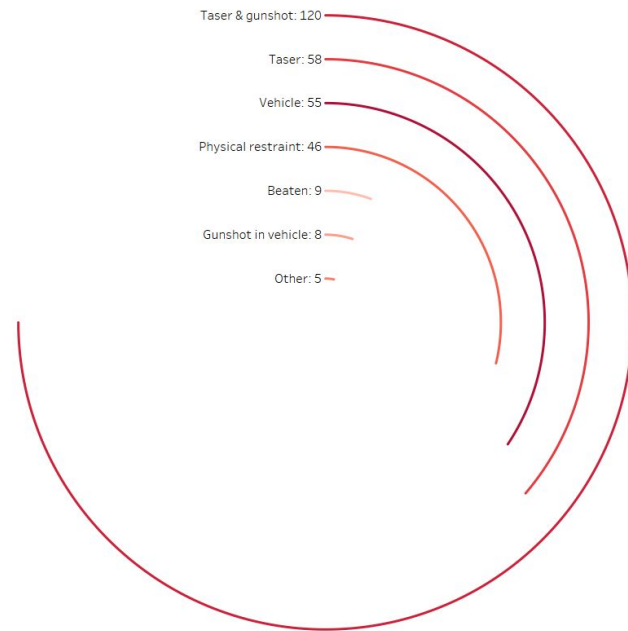 Taser & gunshot: 120
Taser: 58
Vehicle: 55
Physical restraint: 46
Beaten: 9
Gunshot in vehicle: 8
Other: 5